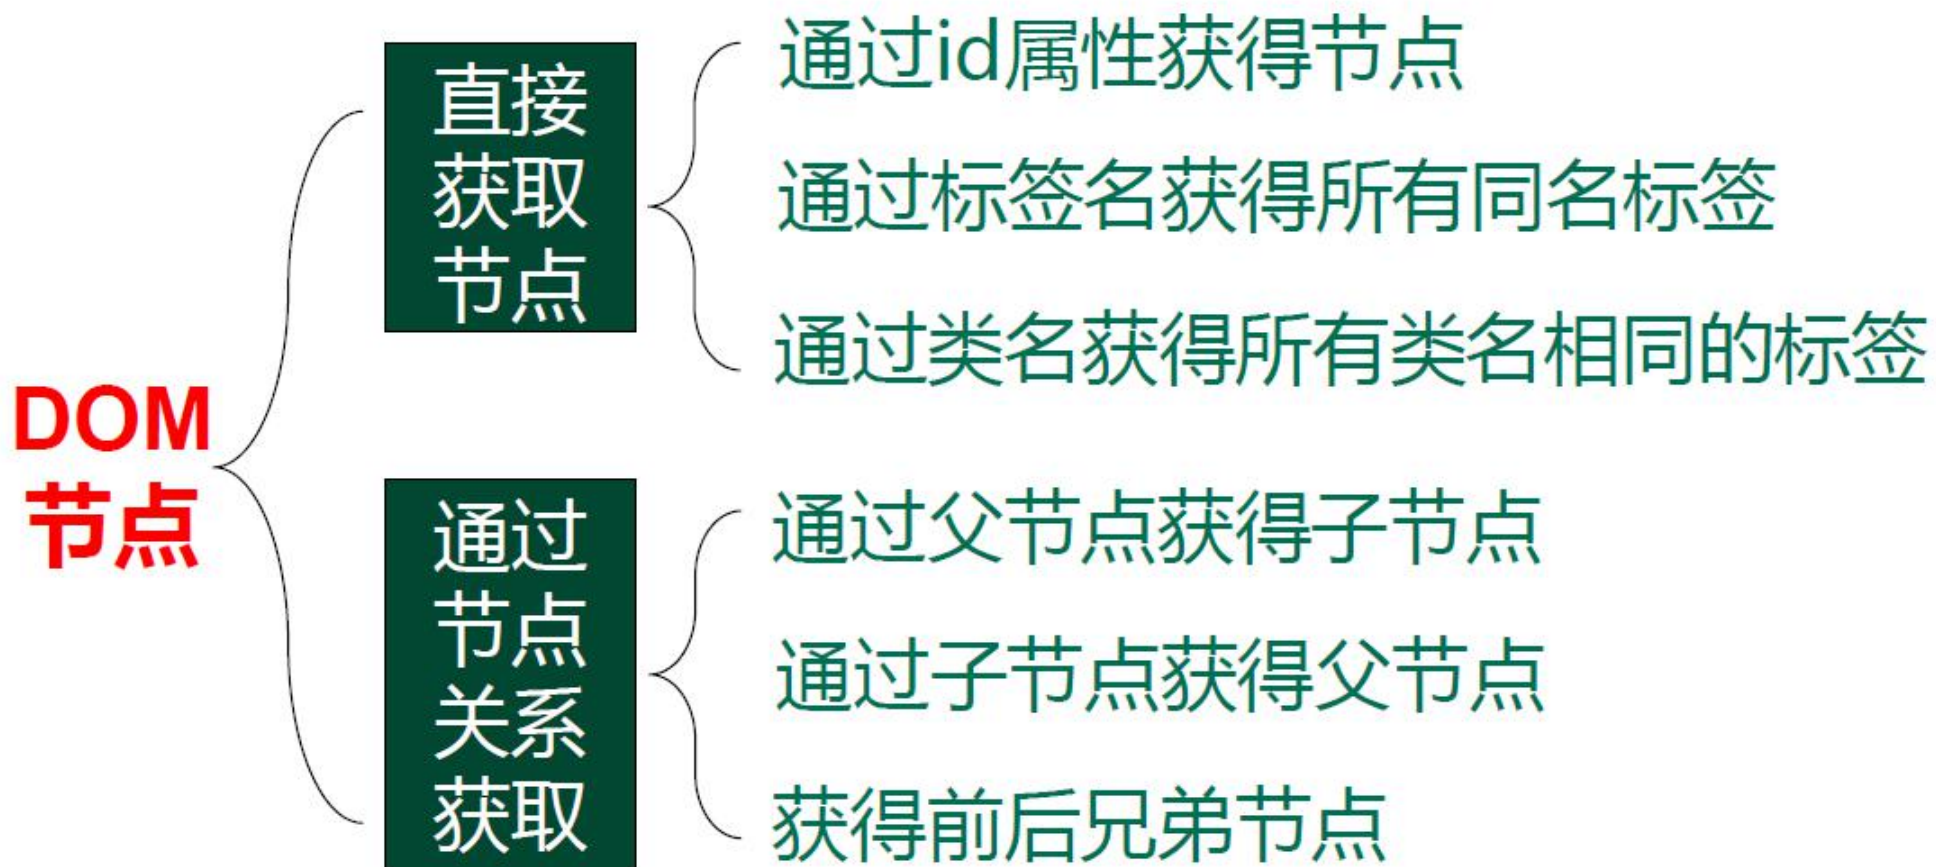 DOM
节点
直接
获取
节点
通过id属性获得节点
通过标签名获得所有同名标签
通过类名获得所有类名相同的标签
通过
节点
关系
获取
通过父节点获得子节点
通过子节点获得父节点
获得前后兄弟节点